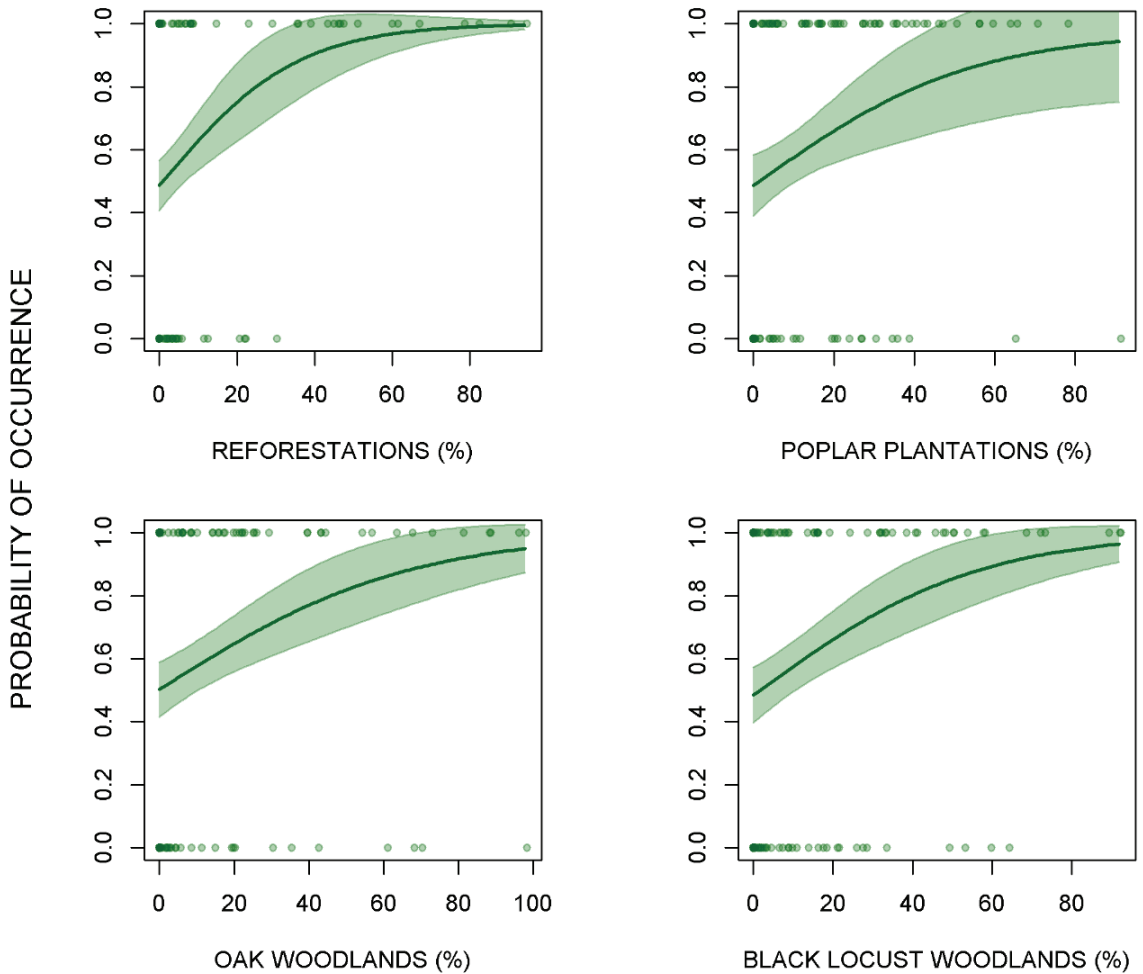 PROBABILITY OF OCCURRENCE
0.0 0.2 0.4 0.6 0.8 1.0
0 20 40 60 80
REFORESTATIONS (%)
0.0 0.2 0.4 0.6 0.8 1.0
0 20 40 60 80
POPLAR PLANTATIONS (%)
0.0 0.2 0.4 0.6 0.8 1.0
0 20 40 60 80 100
OAK WOODLANDS (%)
0.0 0.2 0.4 0.6 0.8 1.0
0 20 40 60 80
BLACK LOCUST WOODLANDS (%)